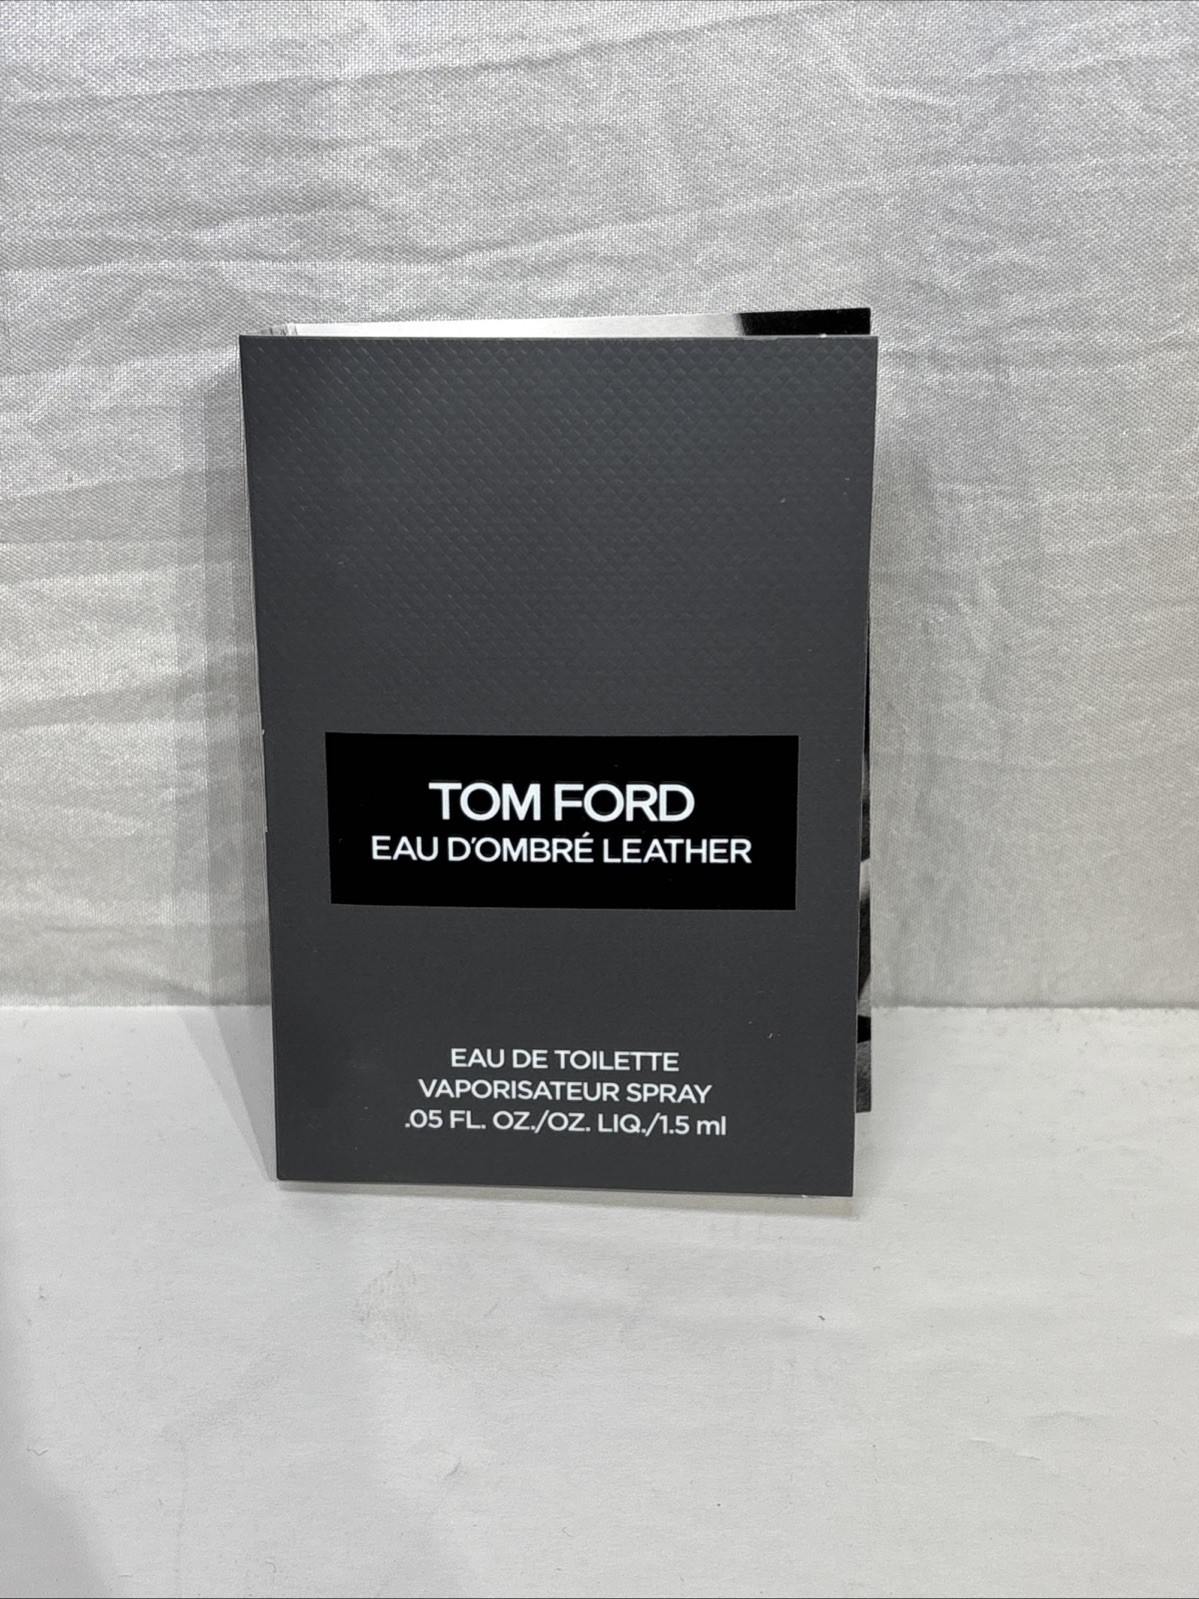 TOM FORD
EAU D'OMBRÉ LEATHER
EAU DE TOILETTE
VAPORISATEUR SPRAY
.05 FL. OZ./OZ. LIQ./1.5 ml